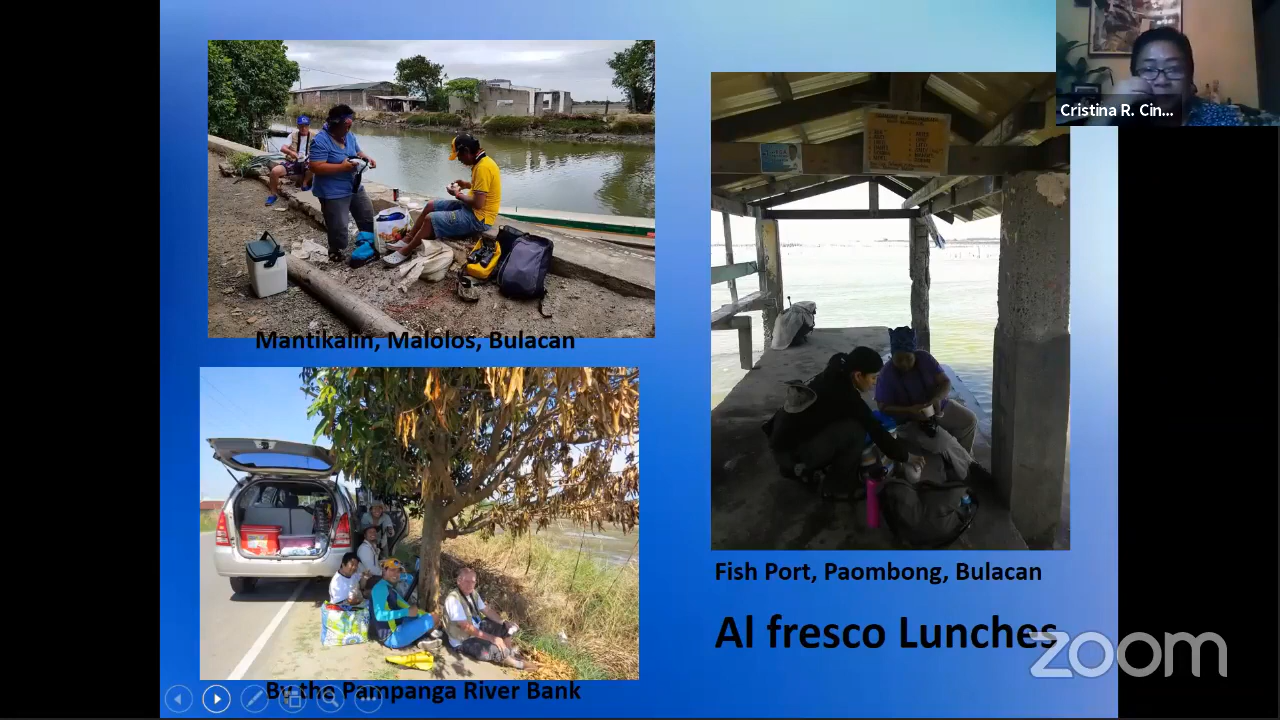 Cristina R. Cin...
Mantikalin, Malolos, Bulacan
By the Pampanga River Bank
Fish Port, Paombong, Bulacan
Al fresco Lunches
zoom